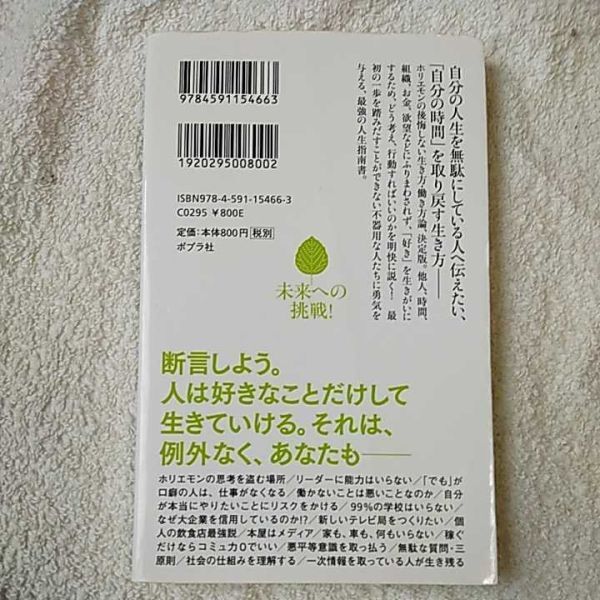 自分の人生を無駄にしている人へ伝えたい、
「自分の時間」を取り戻す生き方――
ホリエモンの後悔しない生き方・働き方論、決定版。他人、時間、
組織、お金、欲望などにふりまわされず、「好き」を生きがいに
するため、どう考え、行動すればいいのかを明快に説く！ 最
初の一歩を踏みだすことができない不器用な人たちに勇気を
与える、最強の人生指南書。
9784591154663
1920295008002
ISBN978-4-591-15466-3
C0295 ¥800E
定価:本体800円 税別
ポプラ社
未来への
挑戦!
断言しよう。
人は好きなことだけして
生きていける。それは、
例外なく、あなたも――
ホリエモンの思考を盗む場所／リーダーに能力はいらない／「でも」が
口癖の人は、仕事がなくなる／働かないことは悪いことなのか／自分
が本当にやりたいことにリスクをかける／99%の学校はいらない／
なぜ大企業を信用しているのか!?／新しいテレビ局をつくりたい／個
人の飲食店最強説／本屋はメディア／家も、車も、何もいらない／稼ぐ
だけならコミュ力0でいい／悪平等意識を取っ払う／無駄な質問・三
原則／社会の仕組みを理解する／一次情報を取っている人が生き残る